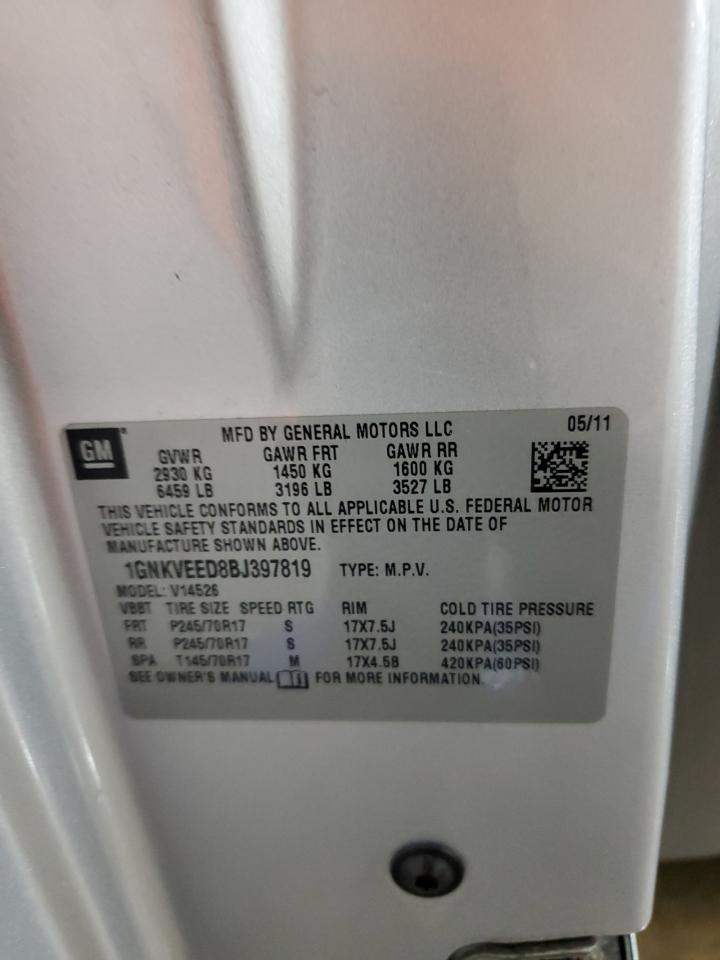 GM
MFD BY GENERAL MOTORS LLC 05/11
GVWR GAWR FRT GAWR RR
2930 KG 1450 KG 1600 KG
6459 LB 3196 LB 3527 LB
THIS VEHICLE CONFORMS TO ALL APPLICABLE U.S. FEDERAL MOTOR
VEHICLE SAFETY STANDARDS IN EFFECT ON THE DATE OF
MANUFACTURE SHOWN ABOVE.
1GNKVEED8BJ397819 TYPE: M.P.V.
MODEL: V14526
VBBT TIRE SIZE SPEED RTG RIM COLD TIRE PRESSURE
FRT P245/70R17 S 17X7.5J 240KPA(35PSI)
RR P245/70R17 S 17X7.5J 240KPA(35PSI)
SPA T145/70R17 M 17X4.5B 420KPA(60PSI)
SEE OWNER'S MANUAL FOR MORE INFORMATION.